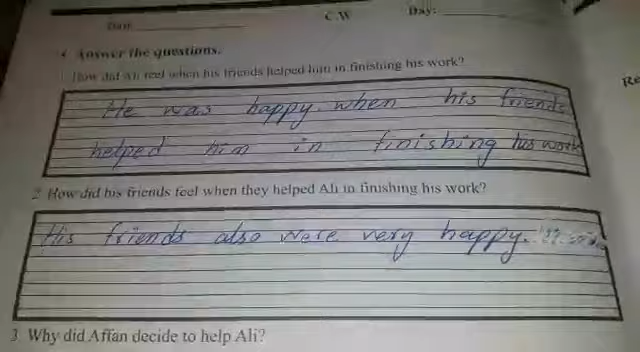 Date: C.W Day:
4. Answer the questions.
1. How did Ali feel when his friends helped him in finishing his work?
He was happy when his friends
helped him in finishing his work
2. How did his friends feel when they helped Ali in finishing his work?
His friends also were very happy.
3. Why did Affan decide to help Ali?
Re